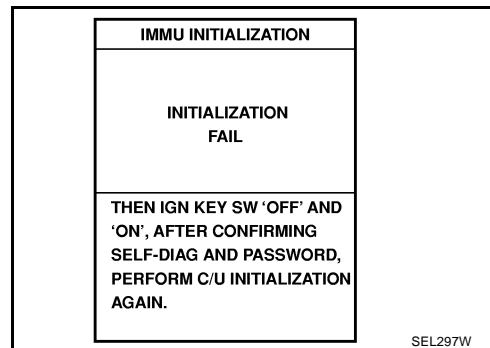 IMMU INITIALIZATION
INITIALIZATION
FAIL
THEN IGN KEY SW ‘OFF’ AND
‘ON’, AFTER CONFIRMING
SELF-DIAG AND PASSWORD,
PERFORM C/U INITIALIZATION
AGAIN.
SEL297W